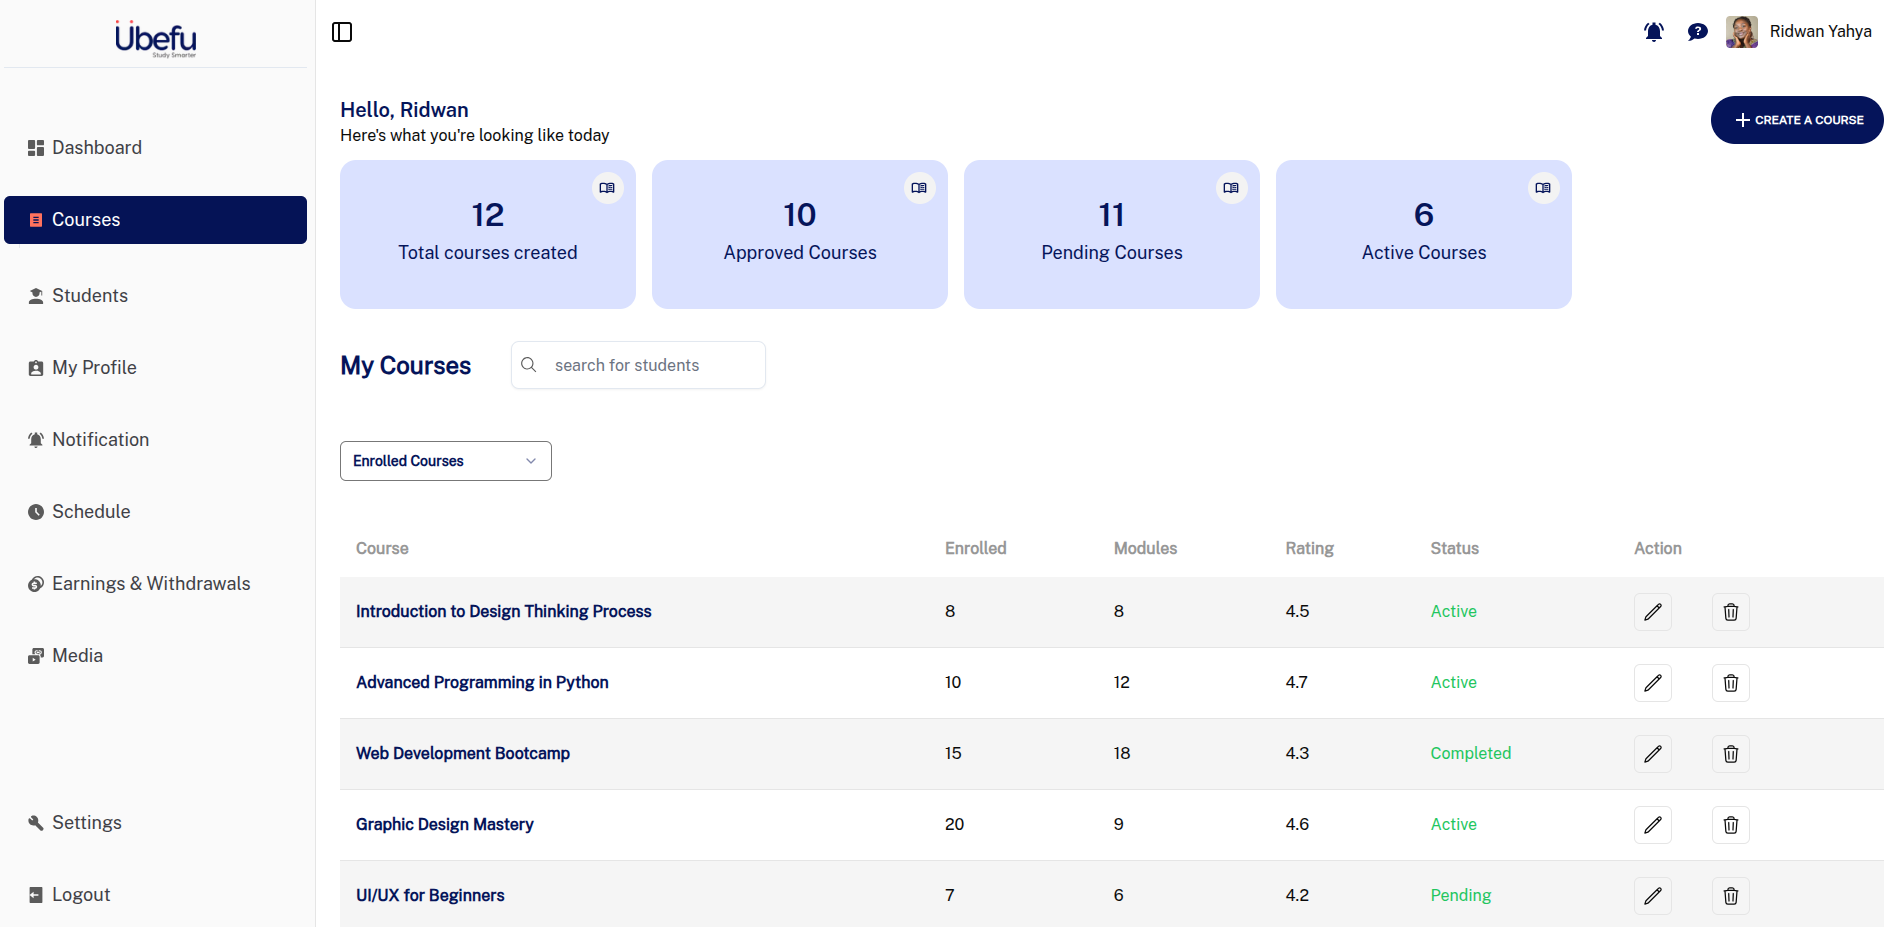 Übefu
Study Smarter
Dashboard
Courses
Students
My Profile
Notification
Schedule
Earnings & Withdrawals
Media
Settings
Logout
Ridwan Yahya
Hello, Ridwan
Here's what you're looking like today
CREATE A COURSE
12
Total courses created
10
Approved Courses
11
Pending Courses
6
Active Courses
My Courses
search for students
Enrolled Courses
Course Enrolled Modules Rating Status Action
Introduction to Design Thinking Process 8 8 4.5 Active
Advanced Programming in Python 10 12 4.7 Active
Web Development Bootcamp 15 18 4.3 Completed
Graphic Design Mastery 20 9 4.6 Active
UI/UX for Beginners 7 6 4.2 Pending